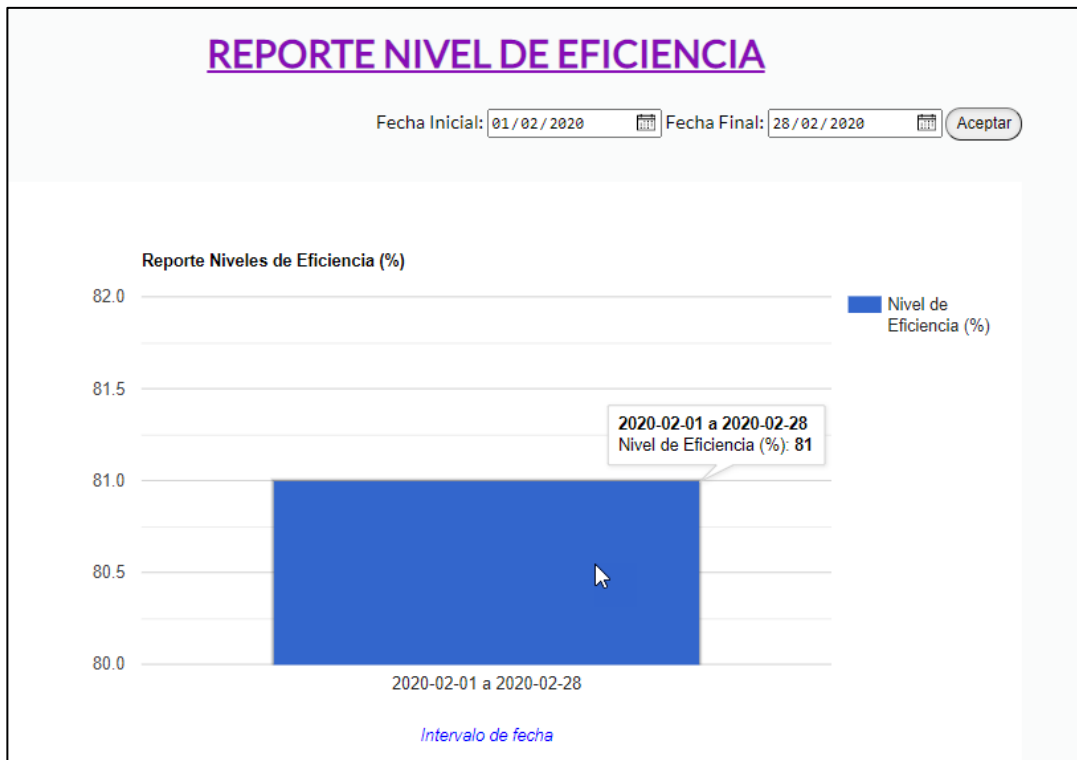 REPORTE NIVEL DE EFICIENCIA
Fecha Inicial: 01/02/2020 Fecha Final: 28/02/2020 Aceptar
Reporte Niveles de Eficiencia (%)
82.0
81.5
81.0
80.5
80.0
Nivel de
Eficiencia (%)
2020-02-01 a 2020-02-28
Nivel de Eficiencia (%): 81
2020-02-01 a 2020-02-28
Intervalo de fecha